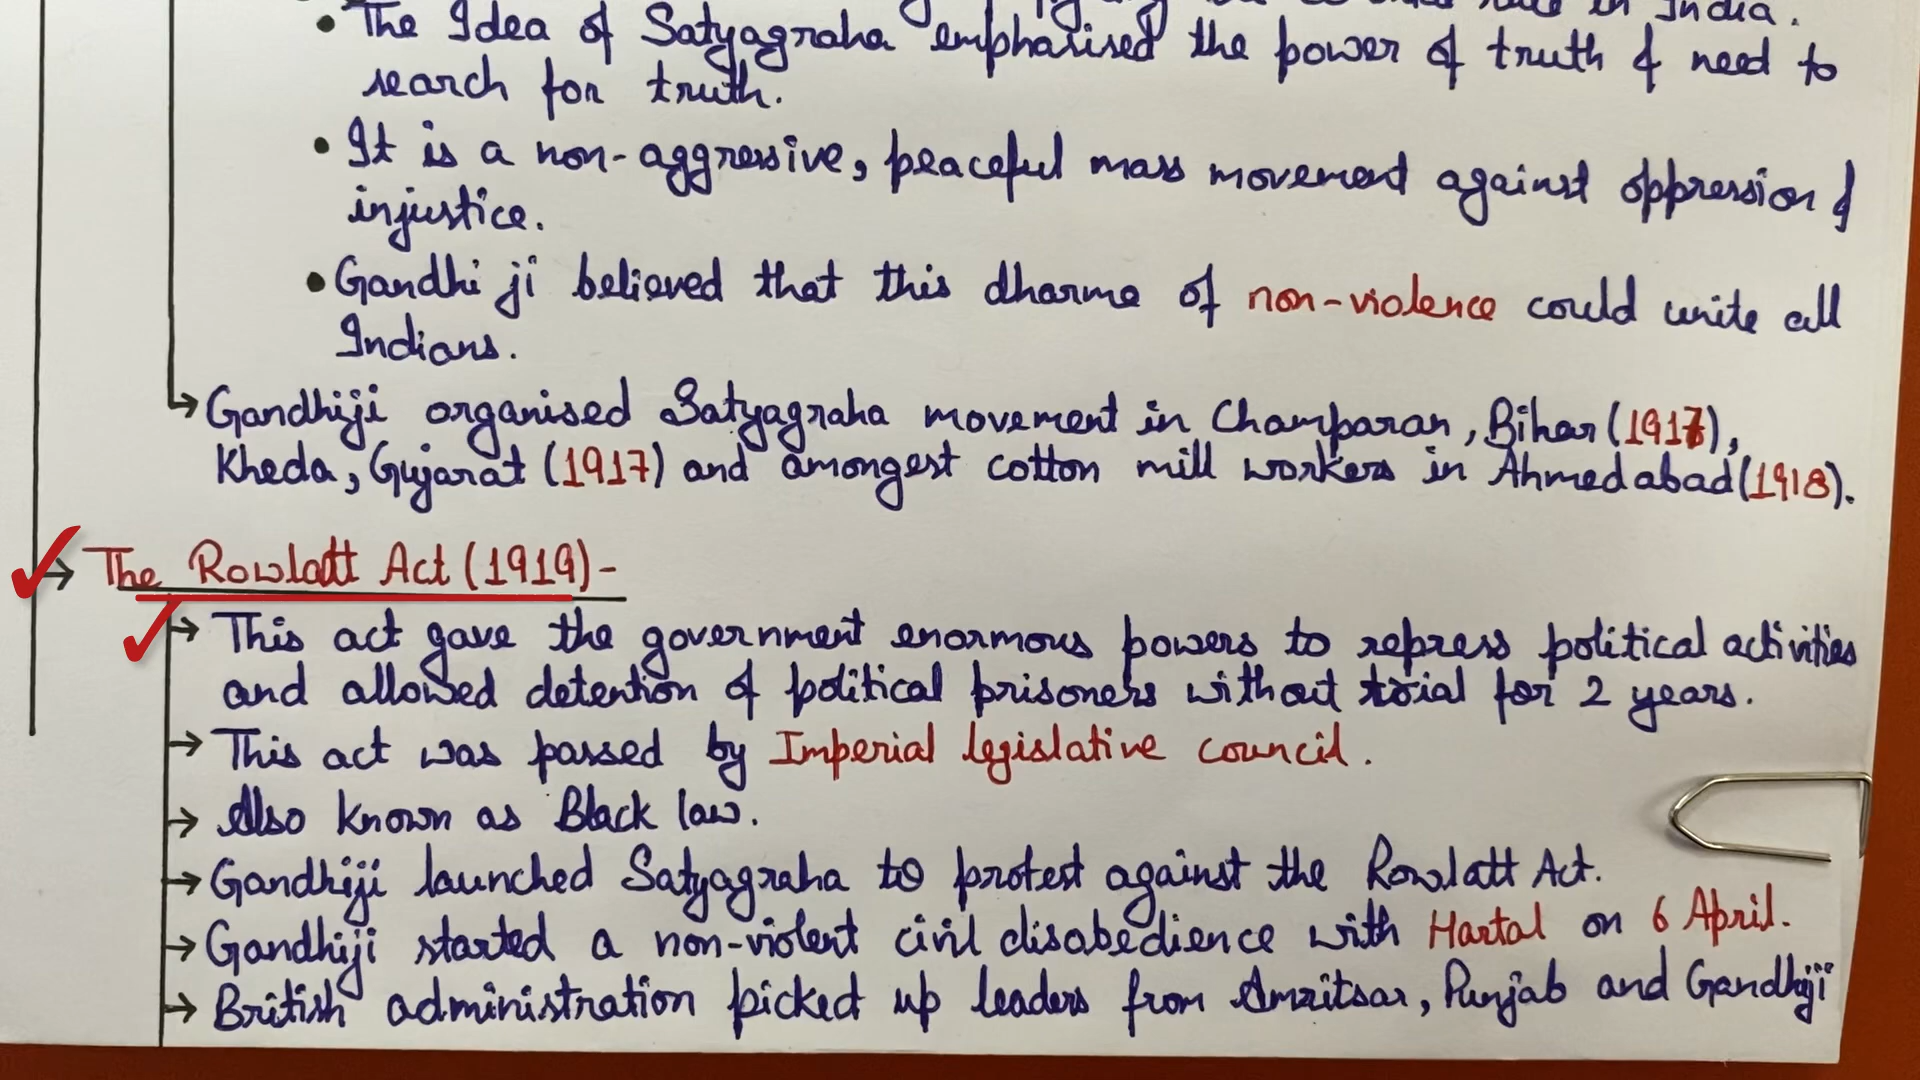 in India.
• The Idea of Satyagraha emphasised the power of truth & need to
search for truth.
• It is a non-aggressive, peaceful mass movement against oppression &
injustice.
• Gandhi ji believed that this dharma of non-violence could unite all
Indians.
→ Gandhiji organised Satyagraha movement in Champaran, Bihar (1917),
Kheda, Gujarat (1917) and amongest cotton mill workers in Ahmedabad (1918).
→ The Rowlatt Act (1919) -
→ This act gave the government enormous powers to repress political activities
and allowed detention of political prisoners without trial for 2 years.
→ This act was passed by Imperial legislative council.
→ Also known as Black law.
→ Gandhiji launched Satyagraha to protest against the Rowlatt Act.
→ Gandhiji started a non-violent civil disobedience with Hartal on 6 April.
→ British administration picked up leaders from Amritsar, Punjab and Gandhiji